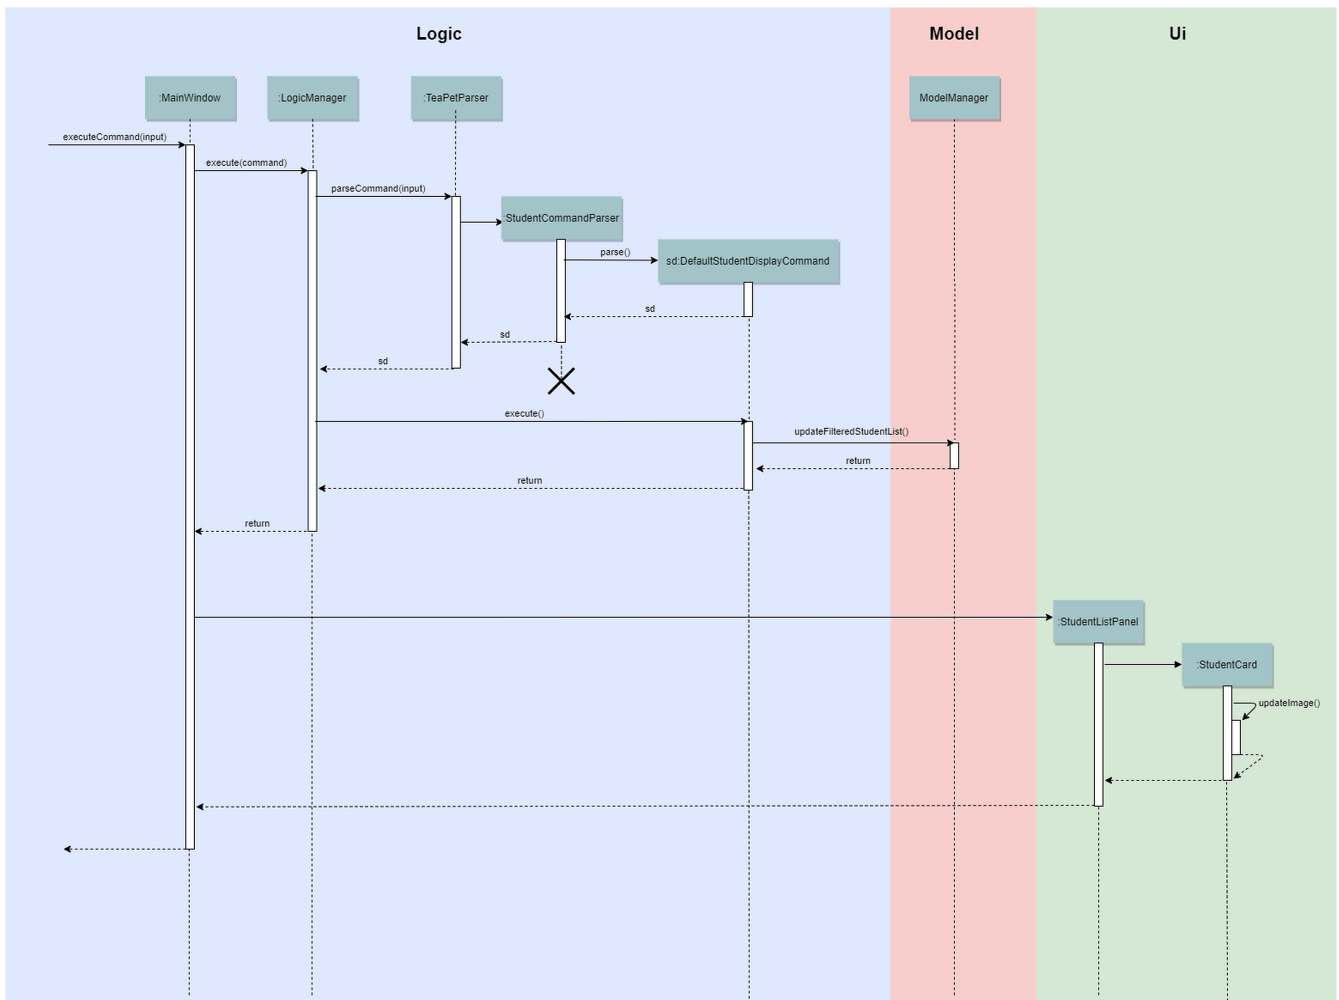 Logic
Model
Ui
:MainWindow
:LogicManager
:TeaPetParser
ModelManager
executeCommand(input)
execute(command)
parseCommand(input)
:StudentCommandParser
parse()
sd:DefaultStudentDisplayCommand
sd
sd
sd
execute()
updateFilteredStudentList()
return
return
return
:StudentListPanel
:StudentCard
updateImage()